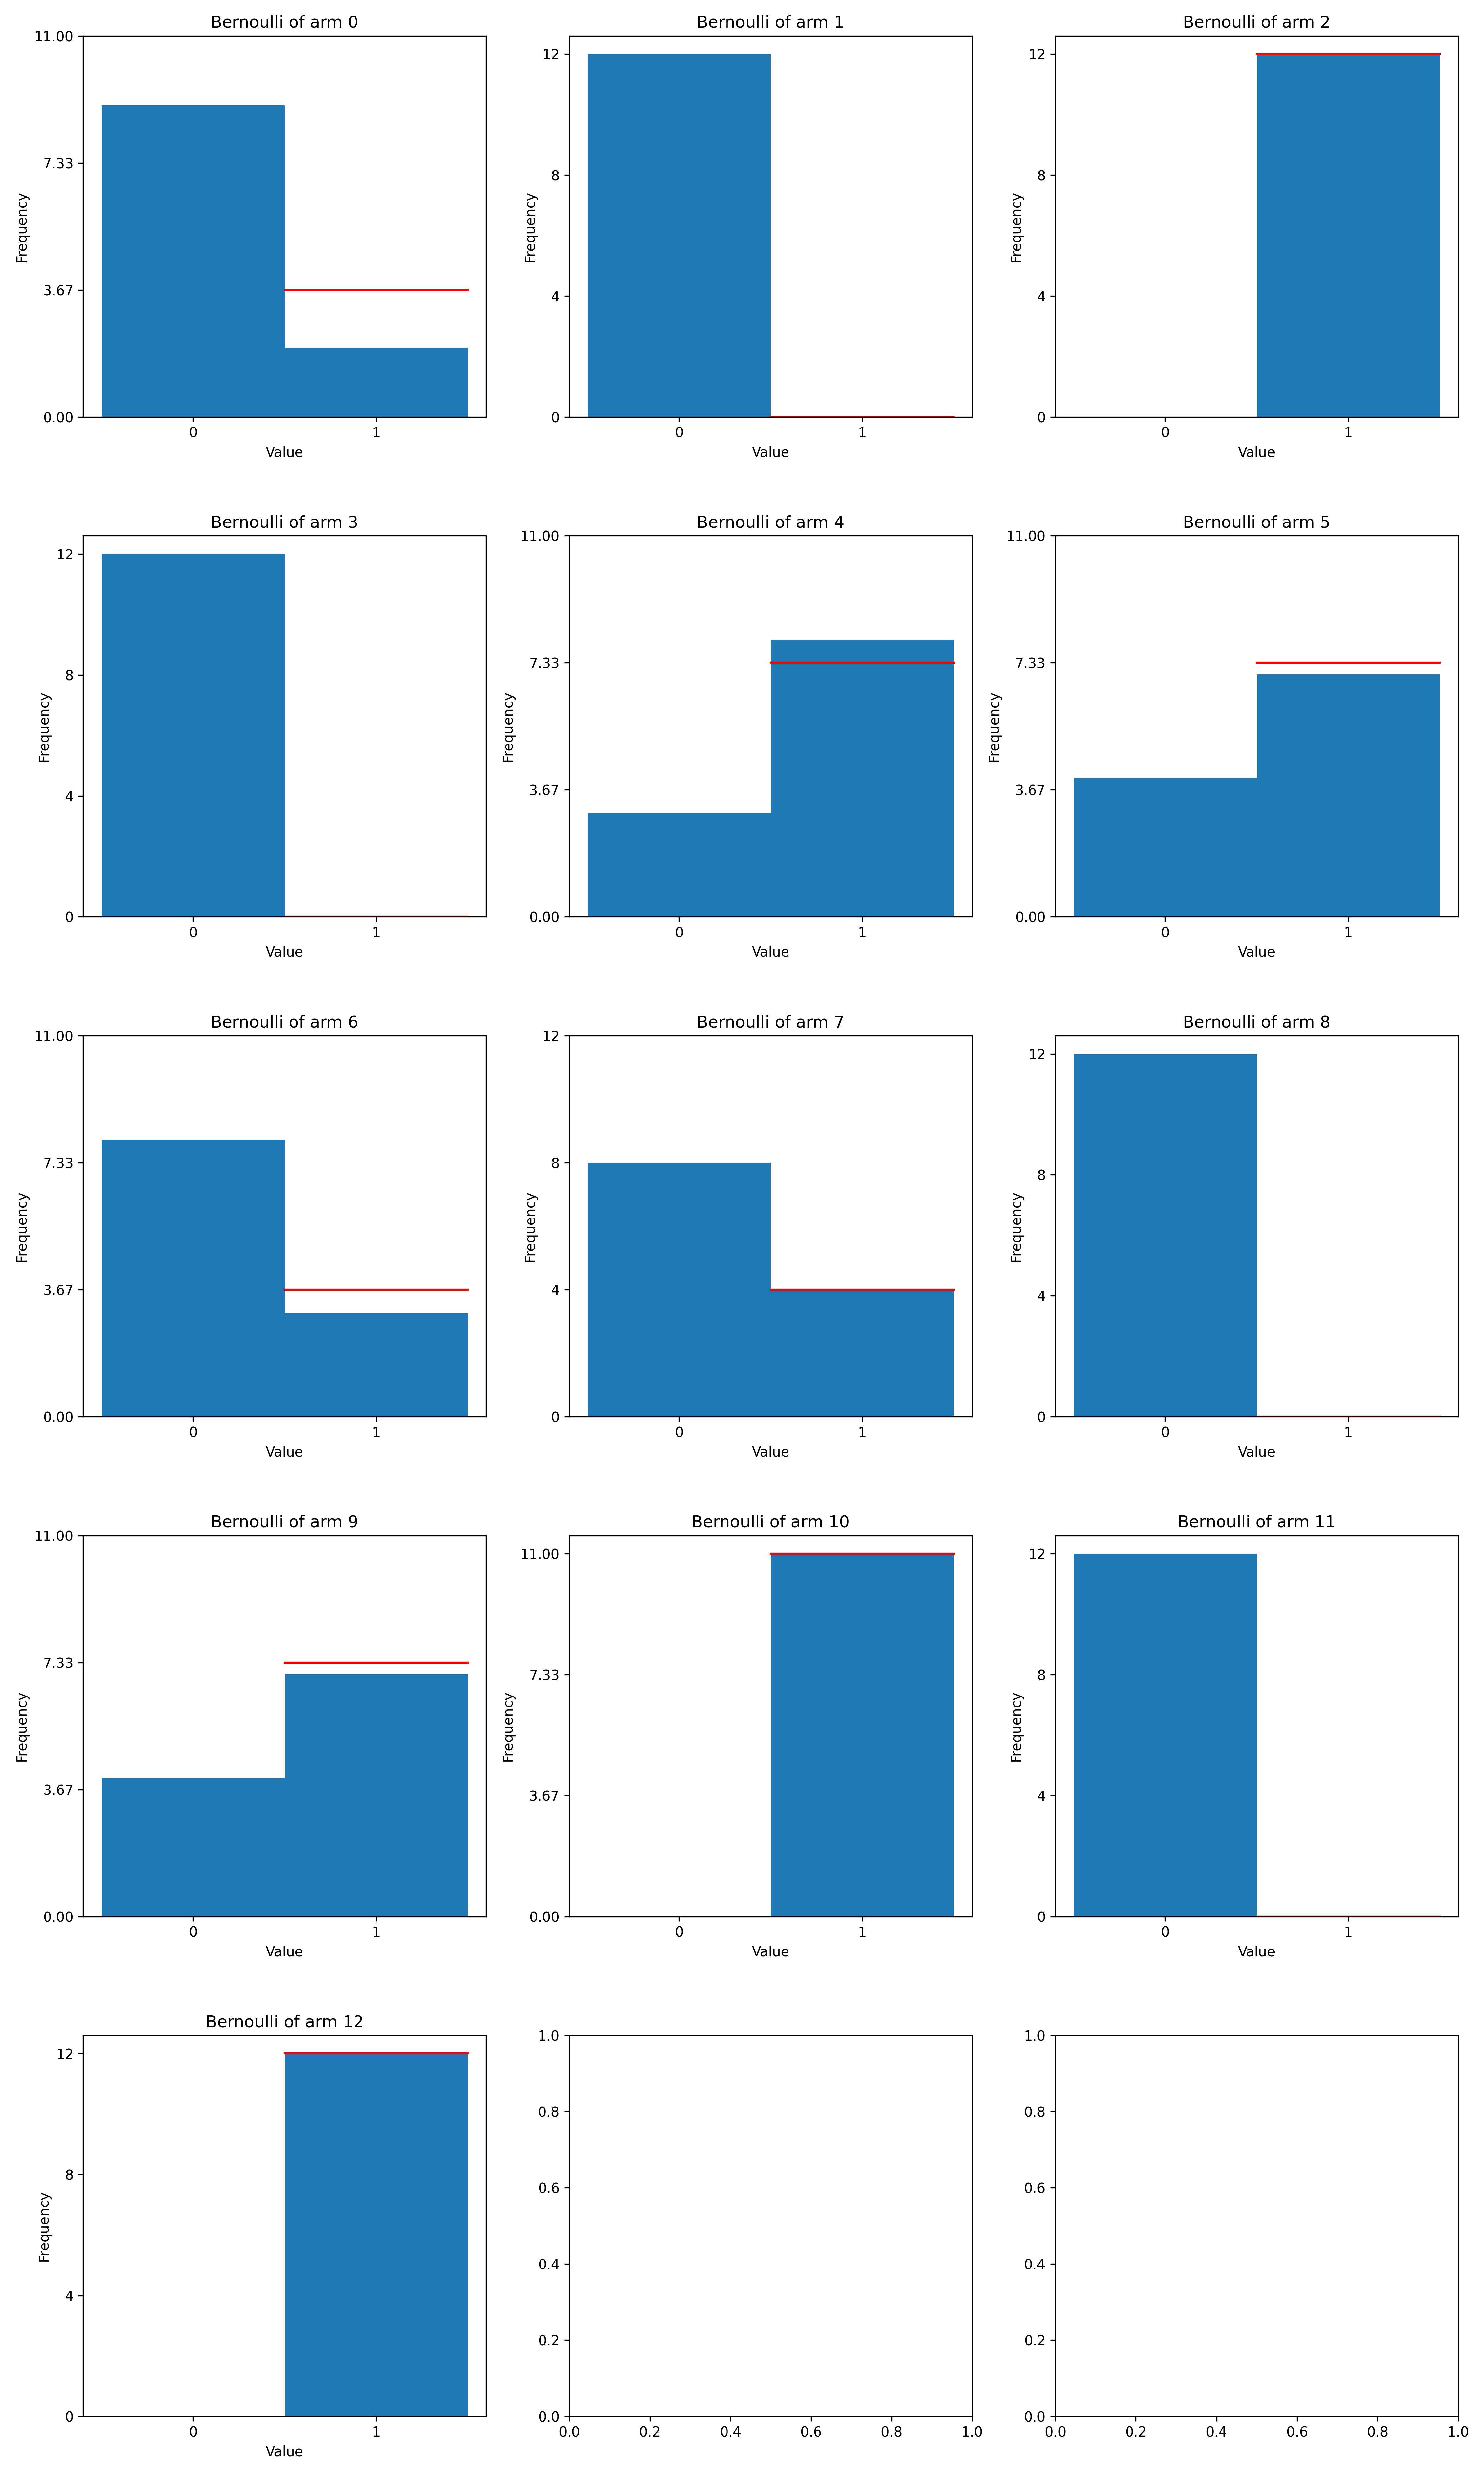 Bernoulli of arm 0
11.00
7.33
3.67
0.00
Frequency
0 1
Value
Bernoulli of arm 1
12
8
4
0
Frequency
0 1
Value
Bernoulli of arm 2
12
8
4
0
Frequency
0 1
Value
Bernoulli of arm 3
12
8
4
0
Frequency
0 1
Value
Bernoulli of arm 4
11.00
7.33
3.67
0.00
Frequency
0 1
Value
Bernoulli of arm 5
11.00
7.33
3.67
0.00
Frequency
0 1
Value
Bernoulli of arm 6
11.00
7.33
3.67
0.00
Frequency
0 1
Value
Bernoulli of arm 7
12
8
4
0
Frequency
0 1
Value
Bernoulli of arm 8
12
8
4
0
Frequency
0 1
Value
Bernoulli of arm 9
11.00
7.33
3.67
0.00
Frequency
0 1
Value
Bernoulli of arm 10
11.00
7.33
3.67
0.00
Frequency
0 1
Value
Bernoulli of arm 11
12
8
4
0
Frequency
0 1
Value
Bernoulli of arm 12
12
8
4
0
Frequency
0 1
Value
1.0
0.8
0.6
0.4
0.2
0.0
0.0 0.2 0.4 0.6 0.8 1.0
1.0
0.8
0.6
0.4
0.2
0.0
0.0 0.2 0.4 0.6 0.8 1.0